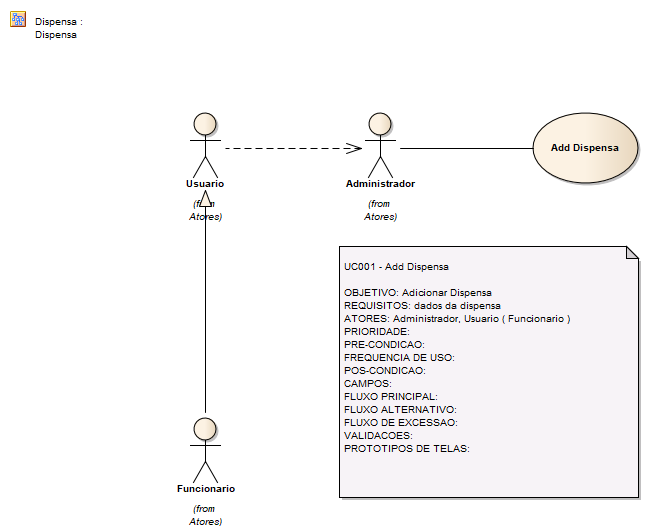 Dispensa :
Dispensa
Usuario
(from
Atores)
Administrador
(from
Atores)
Add Dispensa
UC001 - Add Dispensa
OBJETIVO: Adicionar Dispensa
REQUISITOS: dados da dispensa
ATORES: Administrador, Usuario ( Funcionario )
PRIORIDADE:
PRE-CONDICAO:
FREQUENCIA DE USO:
POS-CONDICAO:
CAMPOS:
FLUXO PRINCIPAL:
FLUXO ALTERNATIVO:
FLUXO DE EXCESSAO:
VALIDACOES:
PROTOTIPOS DE TELAS:
Funcionario
(from
Atores)